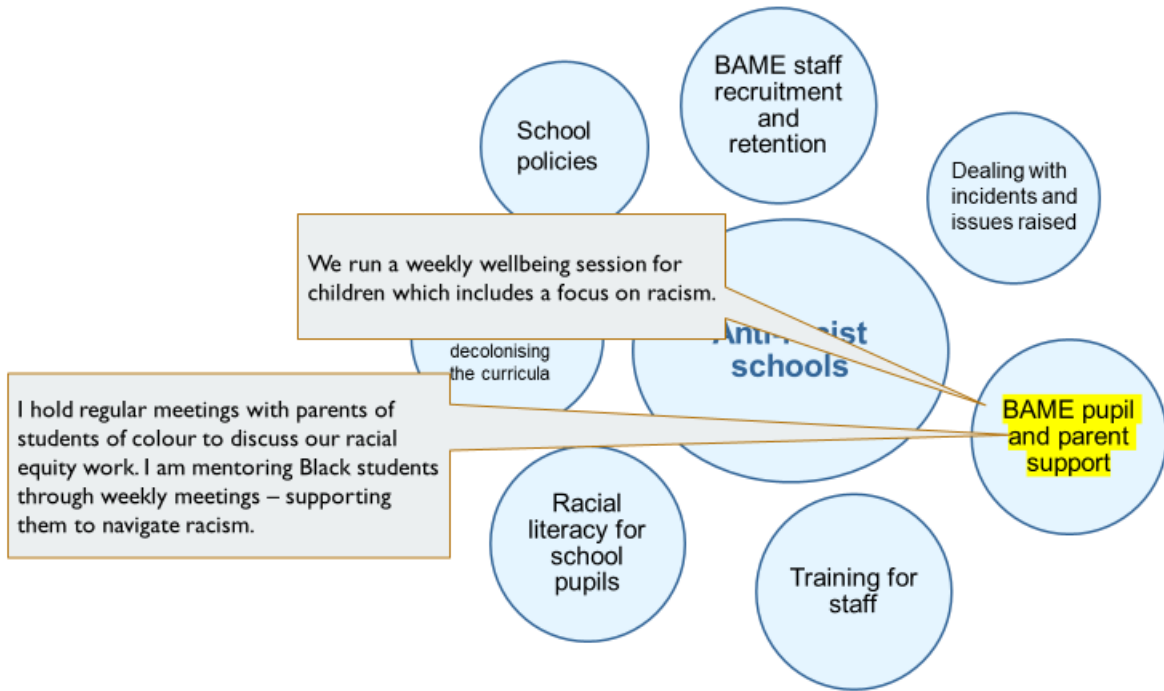 BAME staff
recruitment
and
retention
School
policies
Dealing with
incidents and
issues raised
We run a weekly wellbeing session for
children which includes a focus on racism.
schools
decolonising
the curricula
I hold regular meetings with parents of
students of colour to discuss our racial
equity work. I am mentoring Black students
through weekly meetings – supporting
them to navigate racism.
BAME pupil
and parent
support
Racial
literacy for
school
pupils
Training for
staff